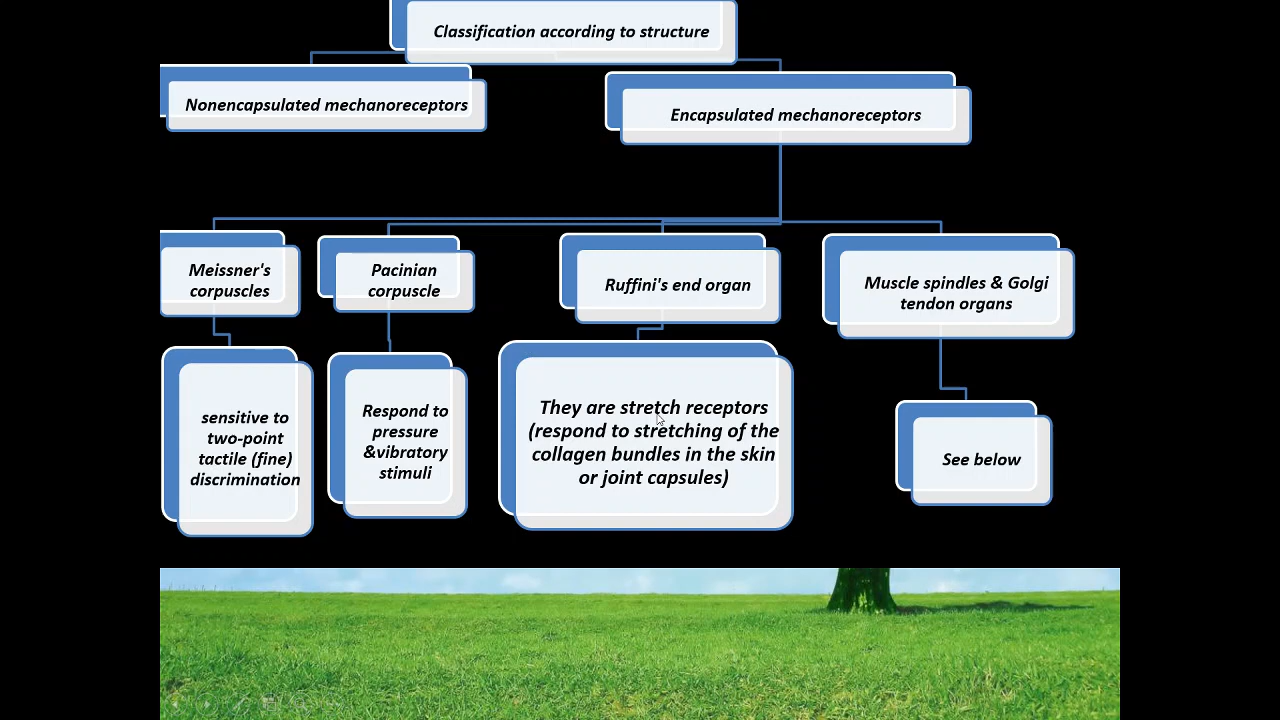 Classification according to structure
Nonencapsulated mechanoreceptors
Encapsulated mechanoreceptors
Meissner's
corpuscles
Pacinian
corpuscle
Ruffini's end organ
Muscle spindles & Golgi
tendon organs
sensitive to
two-point
tactile (fine)
discrimination
Respond to
pressure
&vibratory
stimuli
They are stretch receptors
(respond to stretching of the
collagen bundles in the skin
or joint capsules)
See below